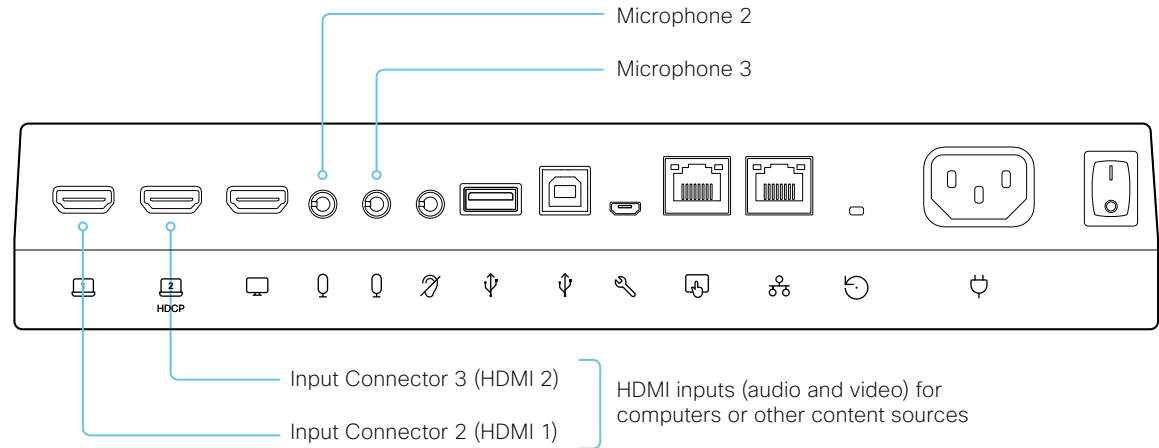 Microphone 2
Microphone 3
1
2
HDCP
Input Connector 3 (HDMI 2)
HDMI inputs (audio and video) for
computers or other content sources
Input Connector 2 (HDMI 1)